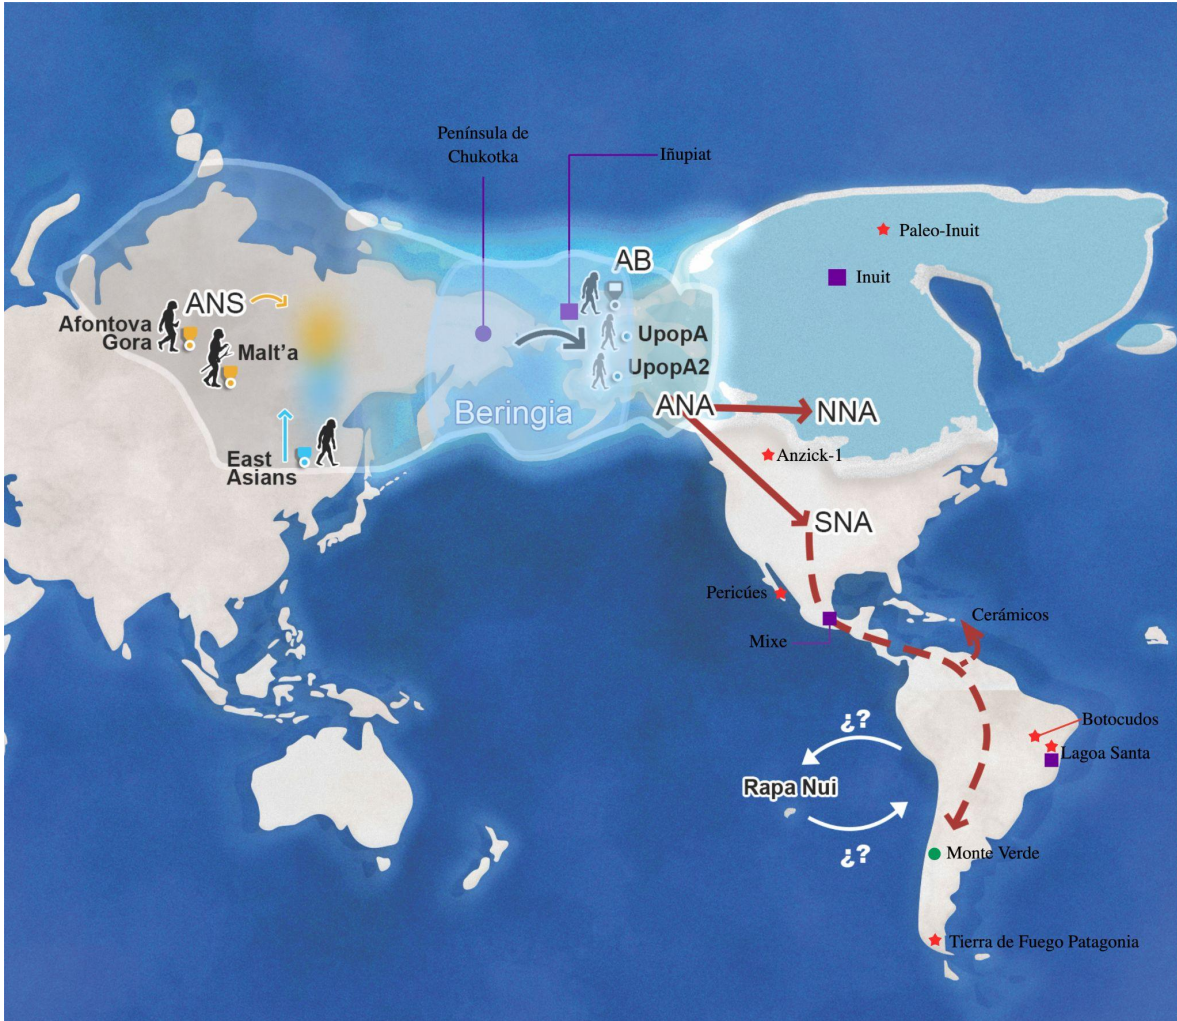 Península de
Chukotka
Iñupiat
Paleo-Inuit
AB
Inuit
ANS
Afontova
Gora
Malt'a
UpopA
UpopA2
Beringia
ANA
NNA
East
Asians
Anzick-1
SNA
Pericúes
Cerámicos
Mixe
¿?
Botocudos
Lagoa Santa
Rapa Nui
¿?
Monte Verde
Tierra de Fuego Patagonia